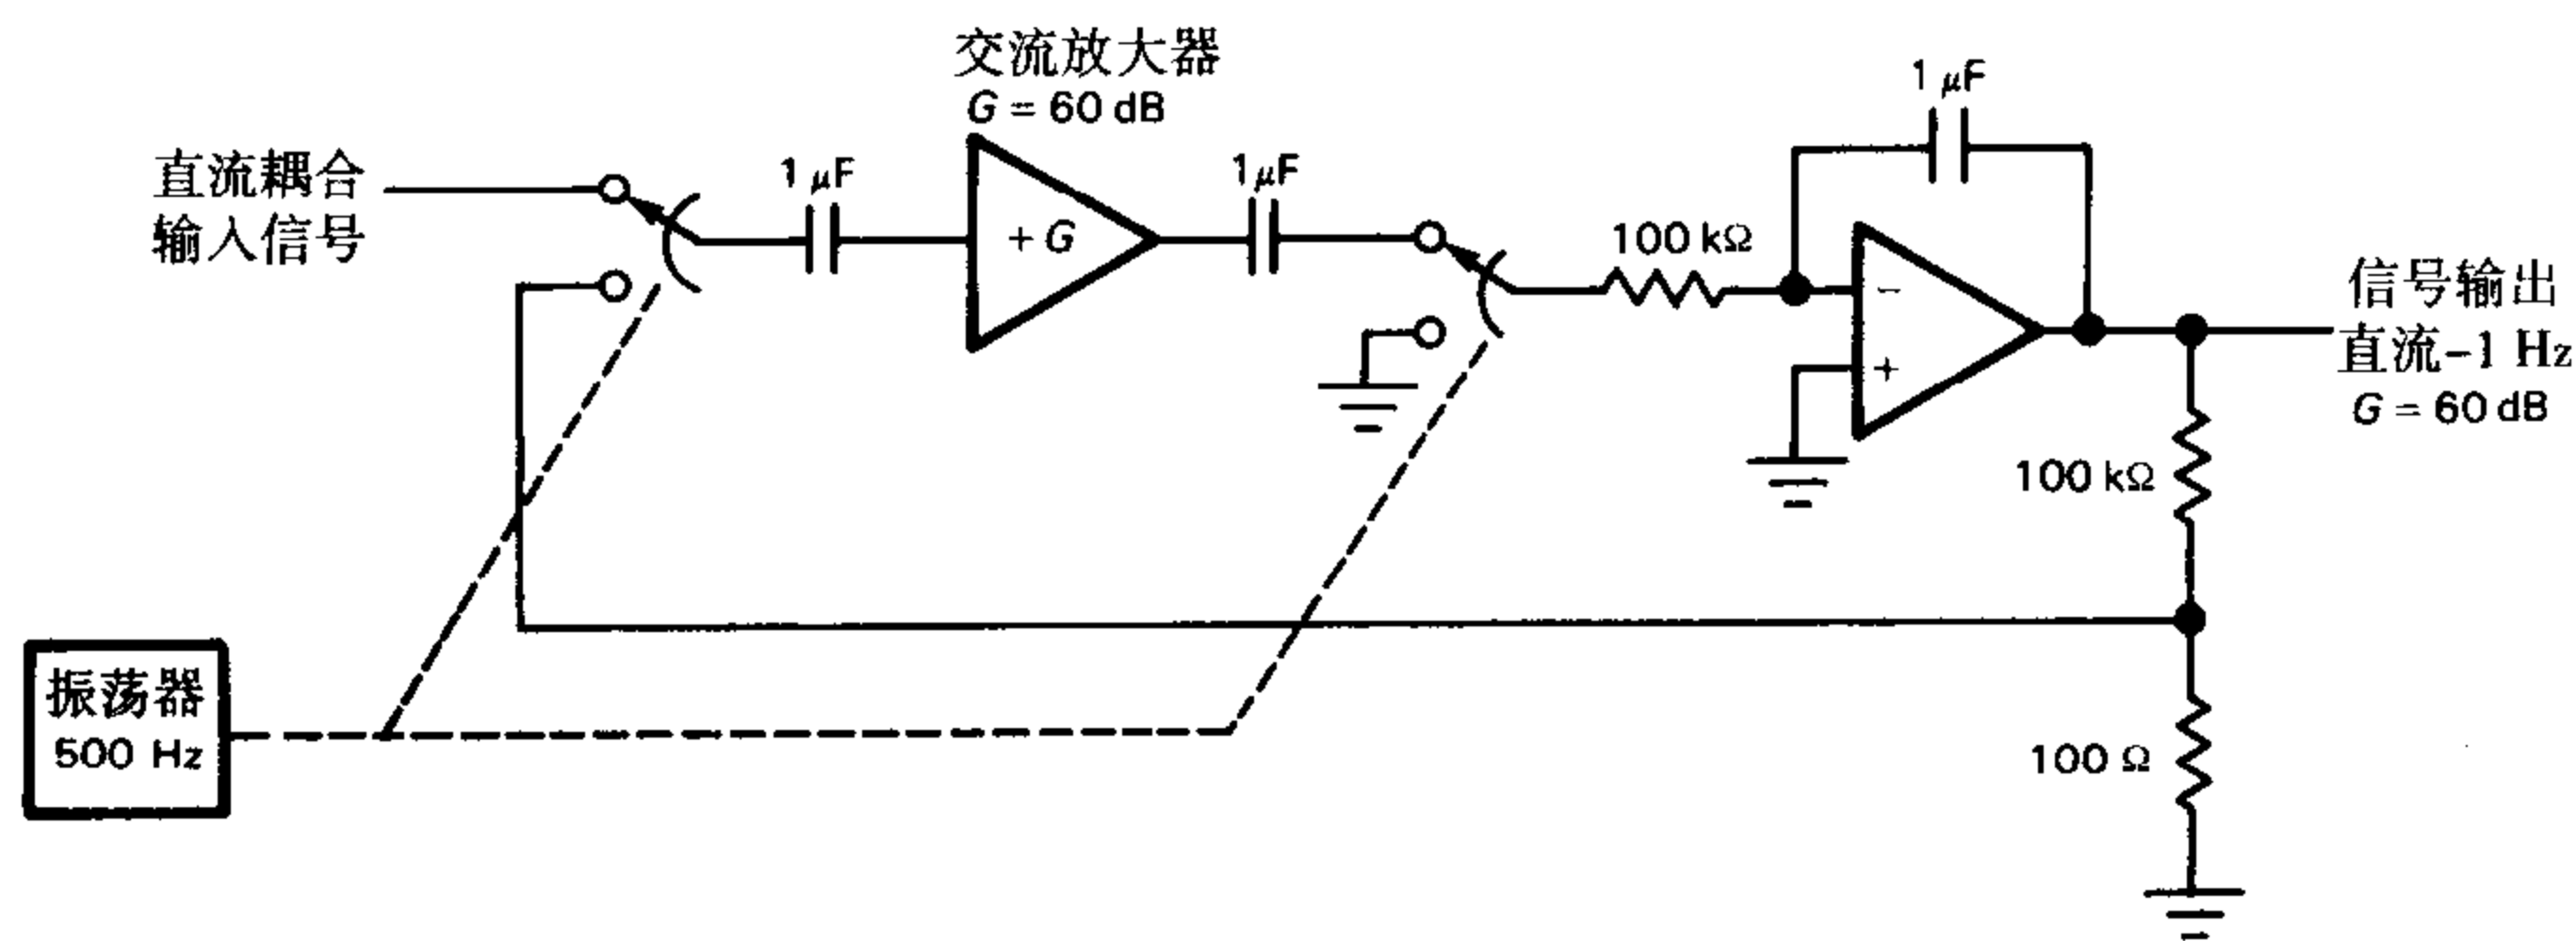 交流放大器
G = 60 dB
直流耦合
输入信号
1 μF
+ G
1 μF
100 kΩ
1 μF
−
+
信号输出
直流−1 Hz
G = 60 dB
100 kΩ
100 Ω
振荡器
500 Hz